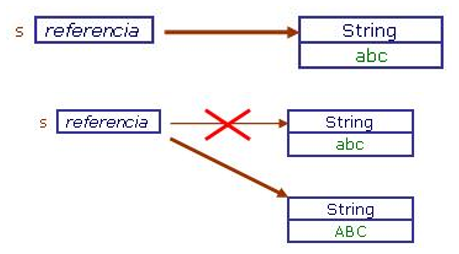 s referencia String
abc
s referencia String
abc
String
ABC